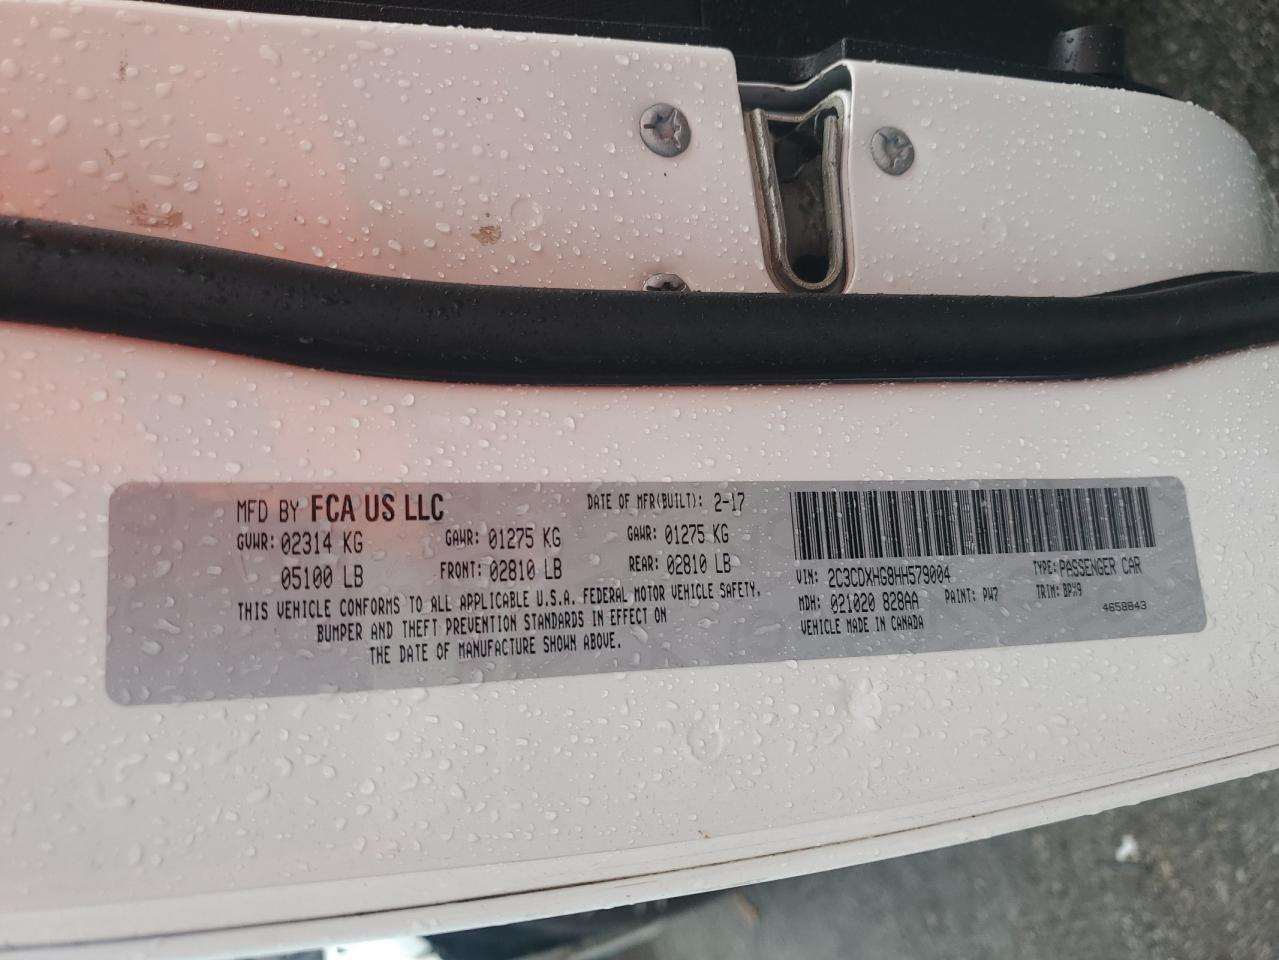 MFD BY FCA US LLC DATE OF MFR(BUILT): 2-17
GVWR: 02314 KG GAWR: 01275 KG GAWR: 01275 KG
05100 LB FRONT: 02810 LB REAR: 02810 LB
THIS VEHICLE CONFORMS TO ALL APPLICABLE U.S.A. FEDERAL MOTOR VEHICLE SAFETY,
BUMPER AND THEFT PREVENTION STANDARDS IN EFFECT ON
THE DATE OF MANUFACTURE SHOWN ABOVE.
VIN: 2C3CDXHG8HH579004 TYPE: PASSENGER CAR
MDH: 021020 828AA PAINT: PW7 TRIM: BPX9
VEHICLE MADE IN CANADA 4658843